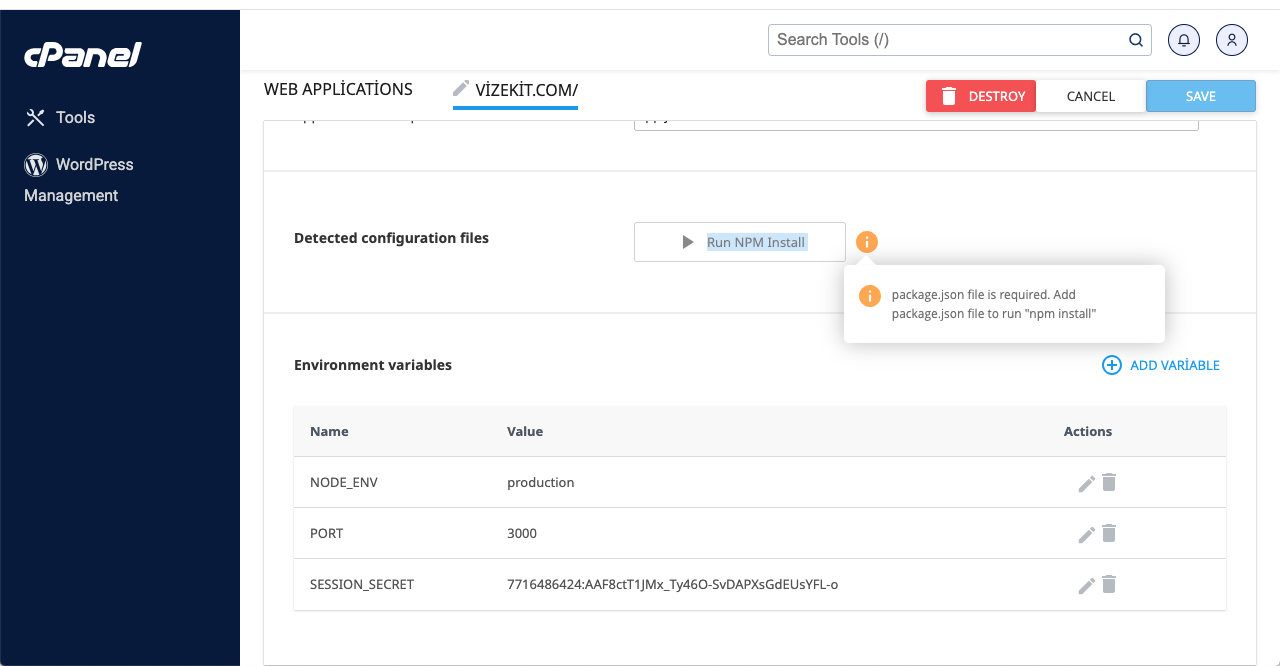 cPanel
Search Tools (/)
Tools
WordPress
Management
WEB APPLİCATİONS
VİZEKİT.COM/
DESTROY
CANCEL
SAVE
Detected configuration files
Run NPM Install
package.json file is required. Add
package.json file to run "npm install"
Environment variables
ADD VARİABLE
Name Value Actions
NODE_ENV production
PORT 3000
SESSION_SECRET 7716486424:AAF8ctT1JMx_Ty46O-SvDAPXsGdEUsYFL-o